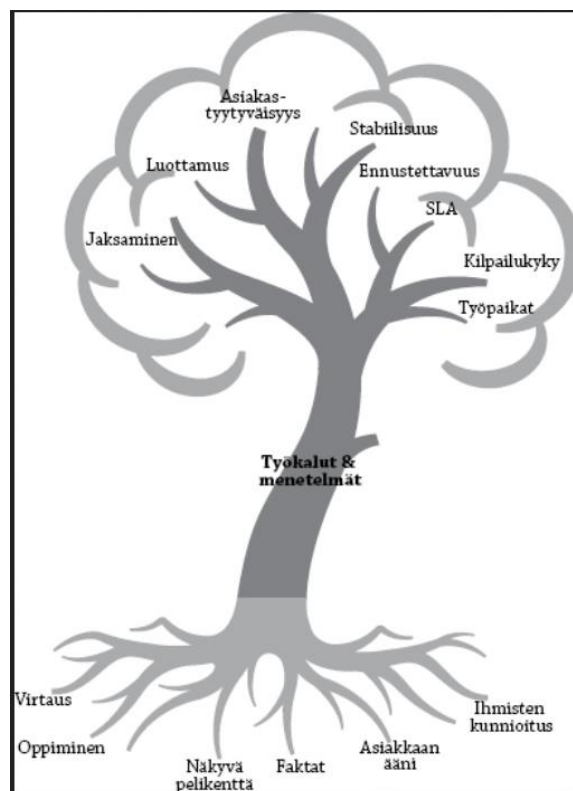 Asiakas-
tyytyväisyys
Stabiilisuus
Luottamus
Ennustettavuus
SLA
Jaksaminen
Kilpailukyky
Työpaikat
Työkalut &
menetelmät
Virtaus
Ihmisten
kunnioitus
Oppiminen
Näkyvä
pelikenttä
Faktat
Asiakkaan
ääni